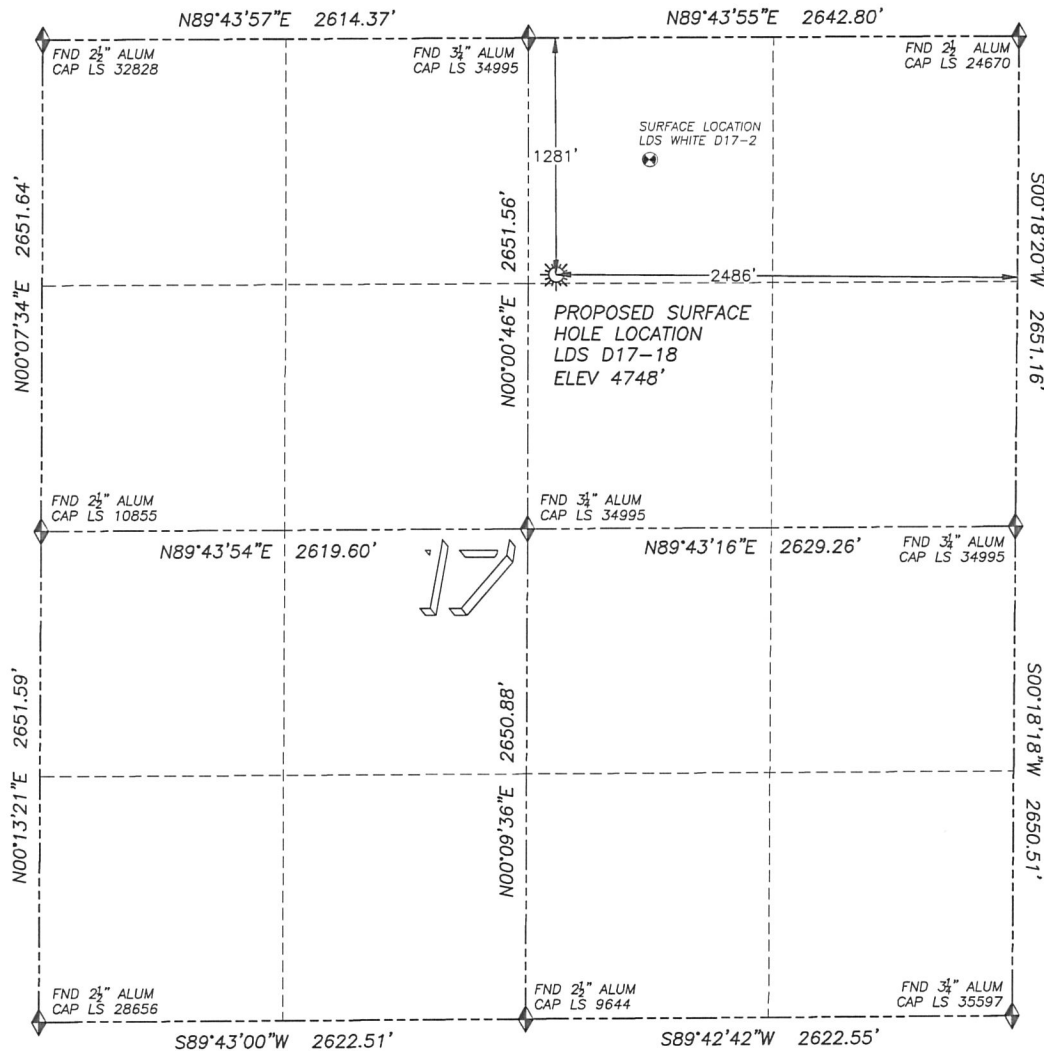 N89°43'57"E 2614.37'
N89°43'55"E 2642.80'
FND 2½" ALUM
CAP LS 32828
FND 3¼" ALUM
CAP LS 34995
FND 2½ ALUM
CAP LS 24670
SURFACE LOCATION
LDS WHITE D17-2
1281'
N00°07'34"E 2651.64'
N00°00'46"E 2651.56'
S00°18'20"W 2651.16'
2486'
PROPOSED SURFACE
HOLE LOCATION
LDS D17-18
ELEV 4748'
FND 2½" ALUM
CAP LS 10855
FND 3¼" ALUM
CAP LS 34995
N89°43'54"E 2619.60'
N89°43'16"E 2629.26'
FND 3¼" ALUM
CAP LS 34995
17
N00°13'21"E 2651.59'
N00°09'36"E 2650.88'
S00°18'18"W 2650.51'
FND 2½" ALUM
CAP LS 28656
FND 2½" ALUM
CAP LS 9644
FND 3¼" ALUM
CAP LS 35597
S89°43'00"W 2622.51'
S89°42'42"W 2622.55'